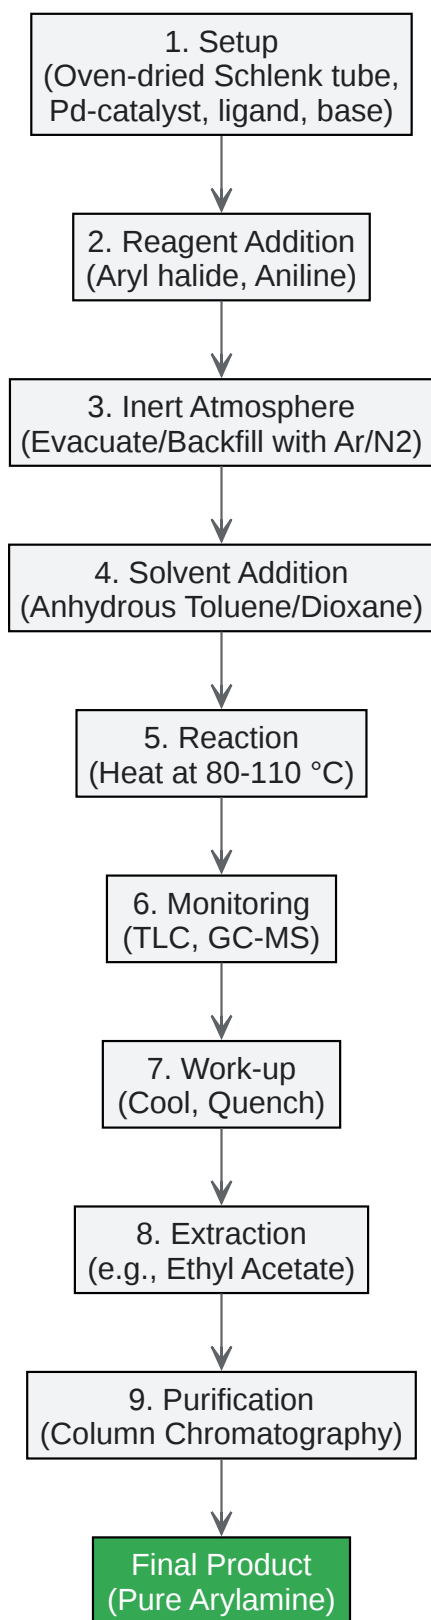 1. Setup
(Oven-dried Schlenk tube,
Pd-catalyst, ligand, base)
2. Reagent Addition
(Aryl halide, Aniline)
3. Inert Atmosphere
(Evacuate/Backfill with Ar/N2)
4. Solvent Addition
(Anhydrous Toluene/Dioxane)
5. Reaction
(Heat at 80-110 °C)
6. Monitoring
(TLC, GC-MS)
7. Work-up
(Cool, Quench)
8. Extraction
(e.g., Ethyl Acetate)
9. Purification
(Column Chromatography)
Final Product
(Pure Arylamine)